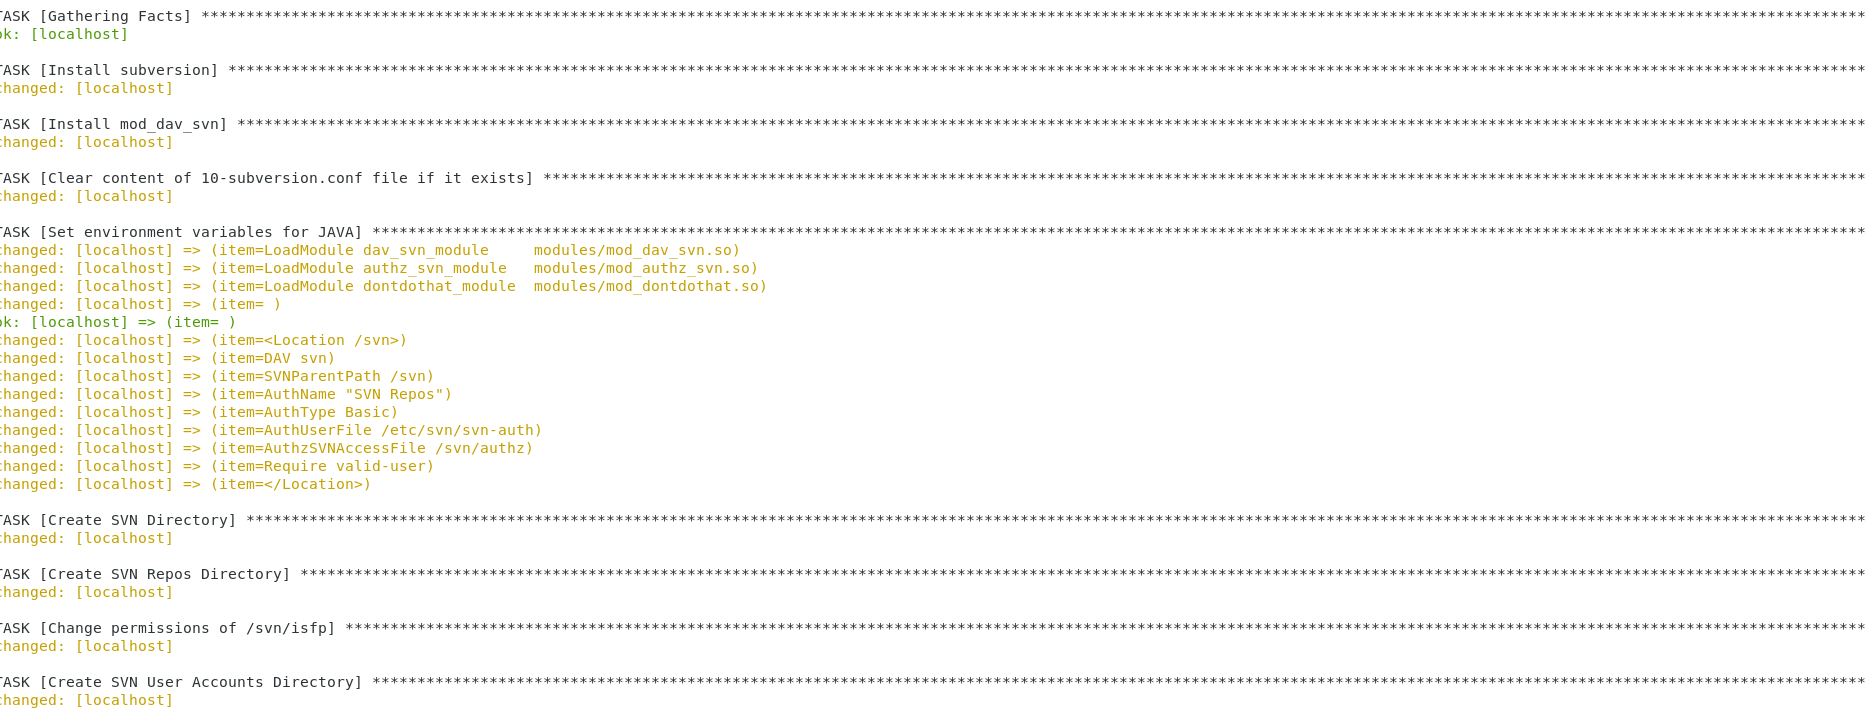 TASK [Gathering Facts] ****************************************************************************************************************************************************************************************
ok: [localhost]
TASK [Install subversion] *************************************************************************************************************************************************************************************
changed: [localhost]
TASK [Install mod_dav_svn] ************************************************************************************************************************************************************************************
changed: [localhost]
TASK [Clear content of 10-subversion.conf file if it exists] **************************************************************************************************************************************************
changed: [localhost]
TASK [Set environment variables for JAVA] *********************************************************************************************************************************************************************
changed: [localhost] => (item=LoadModule dav_svn_module     modules/mod_dav_svn.so)
changed: [localhost] => (item=LoadModule authz_svn_module   modules/mod_authz_svn.so)
changed: [localhost] => (item=LoadModule dontdothat_module  modules/mod_dontdothat.so)
changed: [localhost] => (item= )
ok: [localhost] => (item= )
changed: [localhost] => (item=<Location /svn>)
changed: [localhost] => (item=DAV svn)
changed: [localhost] => (item=SVNParentPath /svn)
changed: [localhost] => (item=AuthName "SVN Repos")
changed: [localhost] => (item=AuthType Basic)
changed: [localhost] => (item=AuthUserFile /etc/svn/svn-auth)
changed: [localhost] => (item=AuthzSVNAccessFile /svn/authz)
changed: [localhost] => (item=Require valid-user)
changed: [localhost] => (item=</Location>)
TASK [Create SVN Directory] ***********************************************************************************************************************************************************************************
changed: [localhost]
TASK [Create SVN Repos Directory] *****************************************************************************************************************************************************************************
changed: [localhost]
TASK [Change permissions of /svn/isfp] ************************************************************************************************************************************************************************
changed: [localhost]
TASK [Create SVN User Accounts Directory] *********************************************************************************************************************************************************************
changed: [localhost]